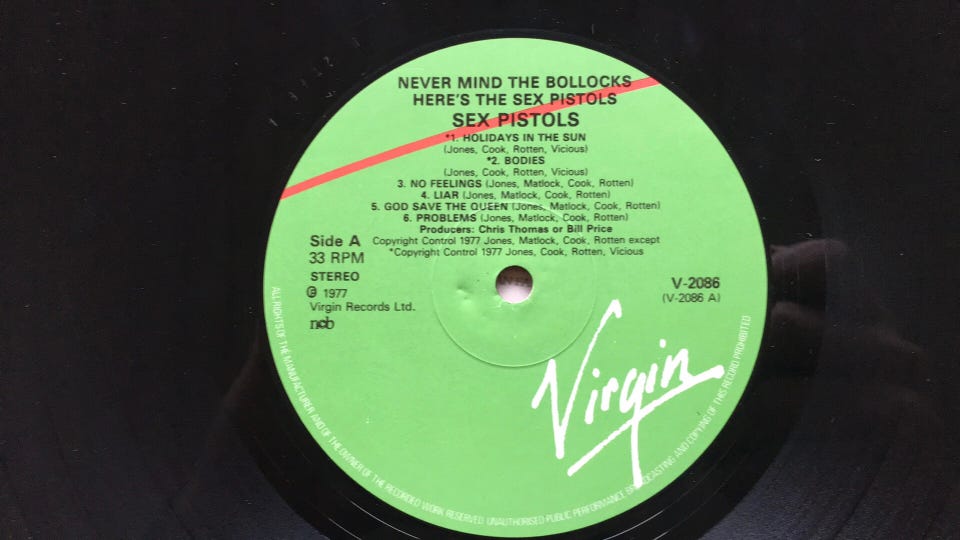 NEVER MIND THE BOLLOCKS
HERE'S THE SEX PISTOLS
SEX PISTOLS
*1. HOLIDAYS IN THE SUN
(Jones, Cook, Rotten, Vicious)
*2. BODIES
(Jones, Cook, Rotten, Vicious)
3. NO FEELINGS (Jones, Matlock, Cook, Rotten)
4. LIAR (Jones, Matlock, Cook, Rotten)
5. GOD SAVE THE QUEEN (Jones, Matlock, Cook, Rotten)
6. PROBLEMS (Jones, Matlock, Cook, Rotten)
Producers: Chris Thomas or Bill Price
Copyright Control 1977 Jones, Matlock, Cook, Rotten except
*Copyright Control 1977 Jones, Cook, Rotten, Vicious
Side A
33 RPM
STEREO
℗ 1977
Virgin Records Ltd.
ncb
V-2086
(V-2086 A)
Virgin
ALL RIGHTS OF THE MANUFACTURER AND OF THE OWNER OF THE RECORDED WORK RESERVED UNAUTHORISED PUBLIC PERFORMANCE, BROADCASTING AND COPYING OF THIS RECORD PROHIBITED